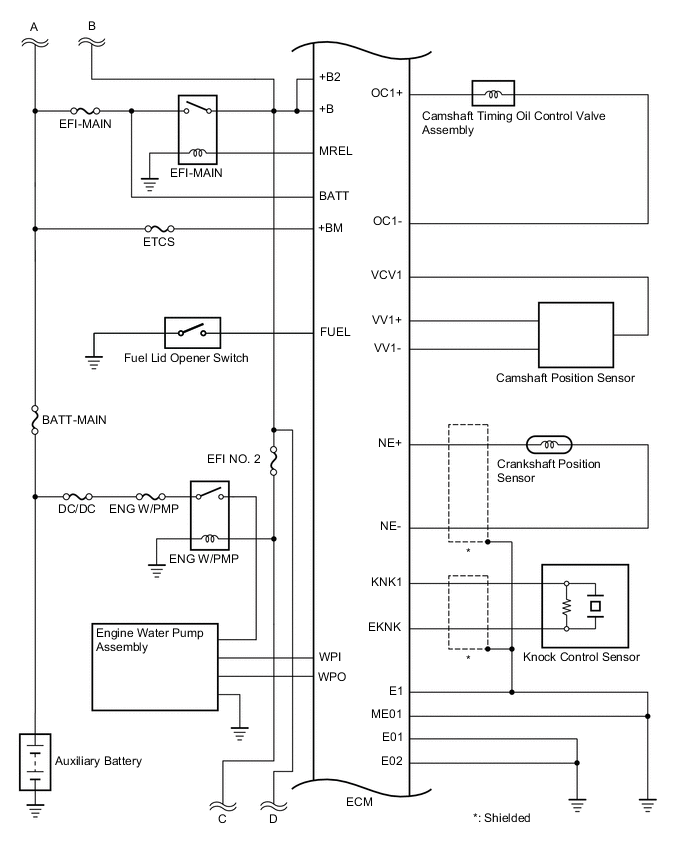 A
B
+B2
OC1+
+B
EFI-MAIN
Camshaft Timing Oil Control Valve
Assembly
MREL
EFI-MAIN
BATT
OC1-
+BM
ETCS
VCV1
VV1+
FUEL
VV1-
Fuel Lid Opener Switch
Camshaft Position Sensor
BATT-MAIN
NE+
EFI NO. 2
Crankshaft Position
Sensor
DC/DC
ENG W/PMP
NE-
*
ENG W/PMP
KNK1
Engine Water Pump
Assembly
EKNK
WPI
*
Knock Control Sensor
WPO
E1
ME01
E01
Auxiliary Battery
E02
ECM
C
D
*: Shielded